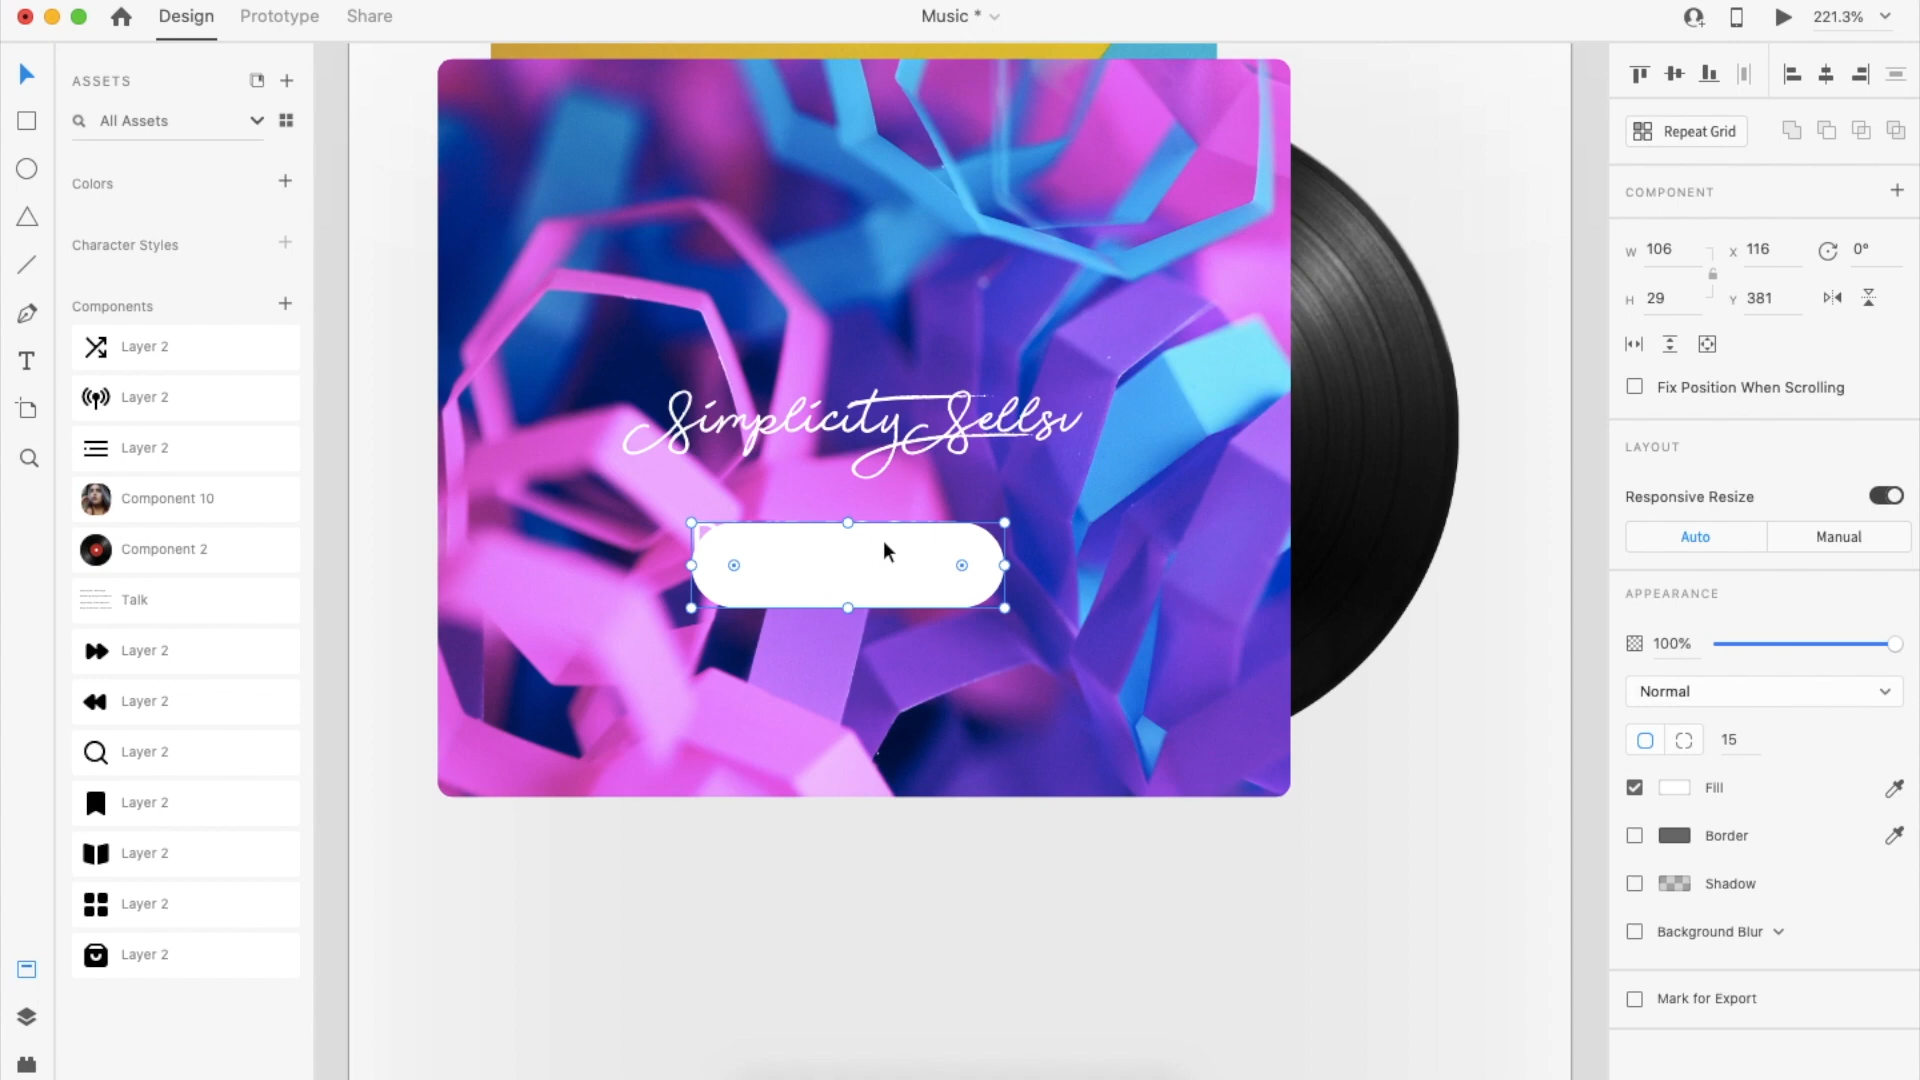 Design
Prototype
Share
Music *
221.3%
ASSETS
All Assets
Colors
Character Styles
Components
Layer 2
Layer 2
Layer 2
Component 10
Component 2
Talk
Layer 2
Layer 2
Layer 2
Layer 2
Layer 2
Layer 2
Layer 2
Simplicity Sells
Repeat Grid
COMPONENT
W 106 X 116 0°
H 29 Y 381
Fix Position When Scrolling
LAYOUT
Responsive Resize
Auto Manual
APPEARANCE
100%
Normal
15
Fill
Border
Shadow
Background Blur
Mark for Export